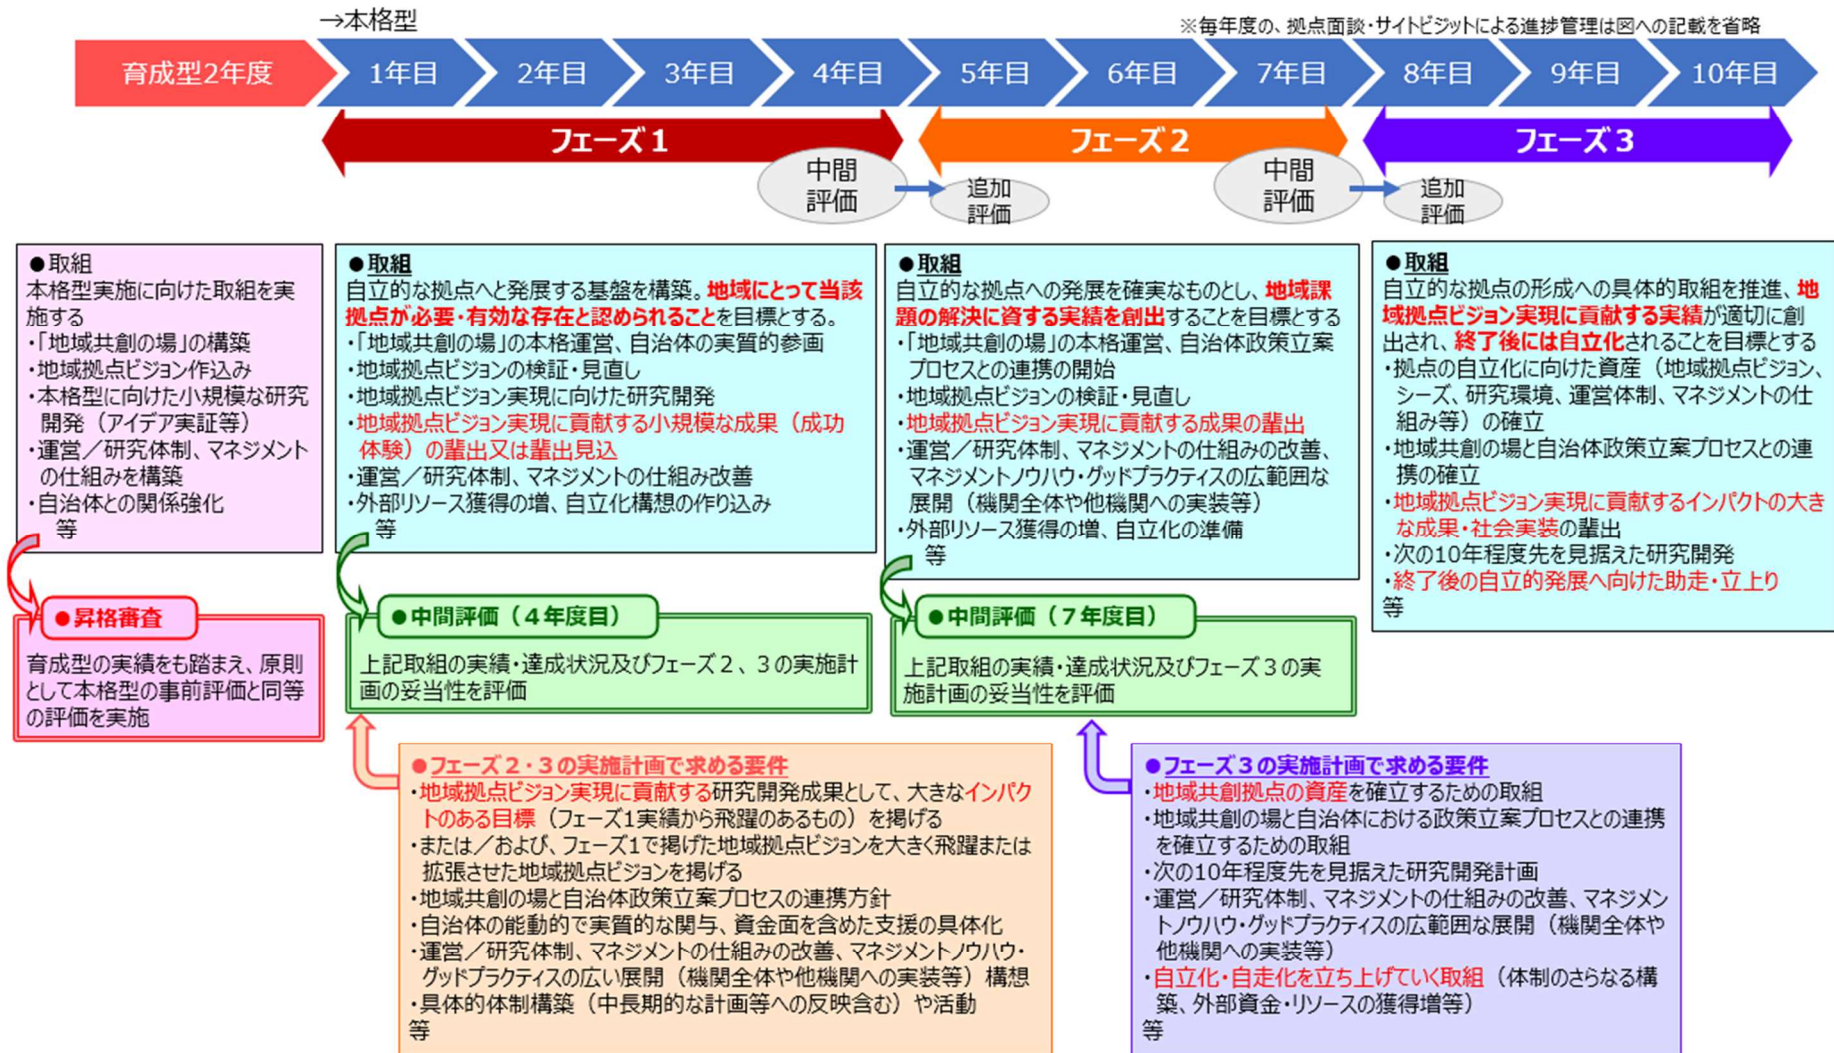 →本格型
※毎年度の、拠点面談・サイトビジットによる進捗管理は図への記載を省略
育成型2年度
1年目
2年目
3年目
4年目
5年目
6年目
7年目
8年目
9年目
10年目
フェーズ1
フェーズ2
フェーズ3
中間
評価
追加
評価
中間
評価
追加
評価
●取組
本格型実施に向けた取組を実
施する
・「地域共創の場」の構築
・地域拠点ビジョン作込み
・本格型に向けた小規模な研究
開発（アイデア実証等）
・運営／研究体制、マネジメント
の仕組みを構築
・自治体との関係強化
等
●昇格審査
育成型の実績をも踏まえ、原則
として本格型の事前評価と同等
の評価を実施
●取組
自立的な拠点へと発展する基盤を構築。地域にとって当該
拠点が必要・有効な存在と認められることを目標とする。
・「地域共創の場」の本格運営、自治体の実質的参画
・地域拠点ビジョンの検証・見直し
・地域拠点ビジョン実現に向けた研究開発
・地域拠点ビジョン実現に貢献する小規模な成果（成功
体験）の輩出又は輩出見込
・運営／研究体制、マネジメントの仕組み改善
・外部リソース獲得の増、自立化構想の作り込み
等
●中間評価（４年度目）
上記取組の実績・達成状況及びフェーズ２、３の実施計
画の妥当性を評価
●取組
自立的な拠点への発展を確実なものとし、地域課
題の解決に資する実績を創出することを目標とする
・「地域共創の場」の本格運営、自治体政策立案
プロセスとの連携の開始
・地域拠点ビジョンの検証・見直し
・地域拠点ビジョン実現に貢献する成果の輩出
・運営／研究体制、マネジメントの仕組みの改善、
マネジメントノウハウ・グッドプラクティスの広範囲な
展開（機関全体や他機関への実装等）
・外部リソース獲得の増、自立化の準備
等
●中間評価（７年度目）
上記取組の実績・達成状況及びフェーズ３の実
施計画の妥当性を評価
●取組
自立的な拠点の形成への具体的取組を推進、地
域拠点ビジョン実現に貢献する実績が適切に創
出され、終了後には自立化されることを目標とする
・拠点の自立化に向けた資産（地域拠点ビジョン、
シーズ、研究環境、運営体制、マネジメントの仕
組み等）の確立
・地域共創の場と自治体政策立案プロセスとの連
携の確立
・地域拠点ビジョン実現に貢献するインパクトの大き
な成果・社会実装の輩出
・次の10年程度先を見据えた研究開発
・終了後の自立的発展へ向けた助走・立上り
等
●フェーズ２・３の実施計画で求める要件
・地域拠点ビジョン実現に貢献する研究開発成果として、大きなインパク
トのある目標（フェーズ1実績から飛躍のあるもの）を掲げる
・または／および、フェーズ1で掲げた地域拠点ビジョンを大きく飛躍または
拡張させた地域拠点ビジョンを掲げる
・地域共創の場と自治体政策立案プロセスの連携方針
・自治体の能動的で実質的な関与、資金面を含めた支援の具体化
・運営／研究体制、マネジメントの仕組みの改善、マネジメントノウハウ・
グッドプラクティスの広い展開（機関全体や他機関への実装等）構想
・具体的体制構築（中長期的な計画等への反映含む）や活動
等
●フェーズ３の実施計画で求める要件
・地域共創拠点の資産を確立するための取組
・地域共創の場と自治体における政策立案プロセスとの連携
を確立するための取組
・次の10年程度先を見据えた研究開発計画
・運営／研究体制、マネジメントの仕組みの改善、マネジメン
トノウハウ・グッドプラクティスの広範囲な展開（機関全体や
他機関への実装等）
・自立化・自走化を立ち上げていく取組（体制のさらなる構
築、外部資金・リソースの獲得増等）
等